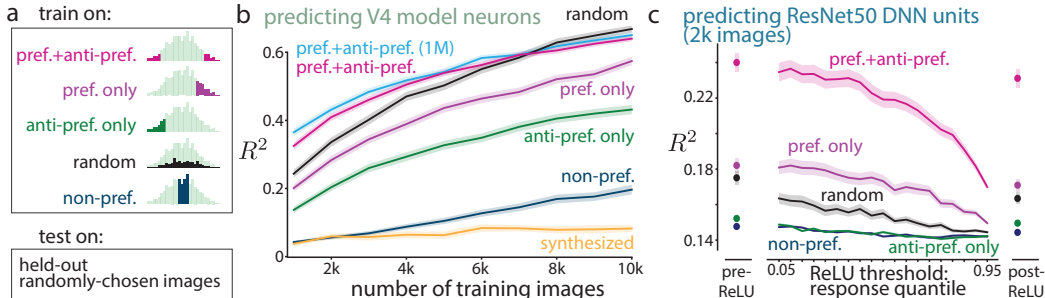 a
train on:
pref.+anti-pref.
pref. only
anti-pref. only
random
non-pref.
test on:
held-out
randomly-chosen images
b
predicting V4 model neurons
random
pref.+anti-pref. (1M)
pref.+anti-pref.
pref. only
anti-pref. only
non-pref.
synthesized
R²
0.6
0.4
0.2
0
2k 4k 6k 8k 10k
number of training images
c
predicting ResNet50 DNN units
(2k images)
pref.+anti-pref.
pref. only
random
non-pref.
anti-pref. only
R²
0.22
0.18
0.14
pre-
ReLU
0.05 0.95
ReLU threshold:
response quantile
post-
ReLU